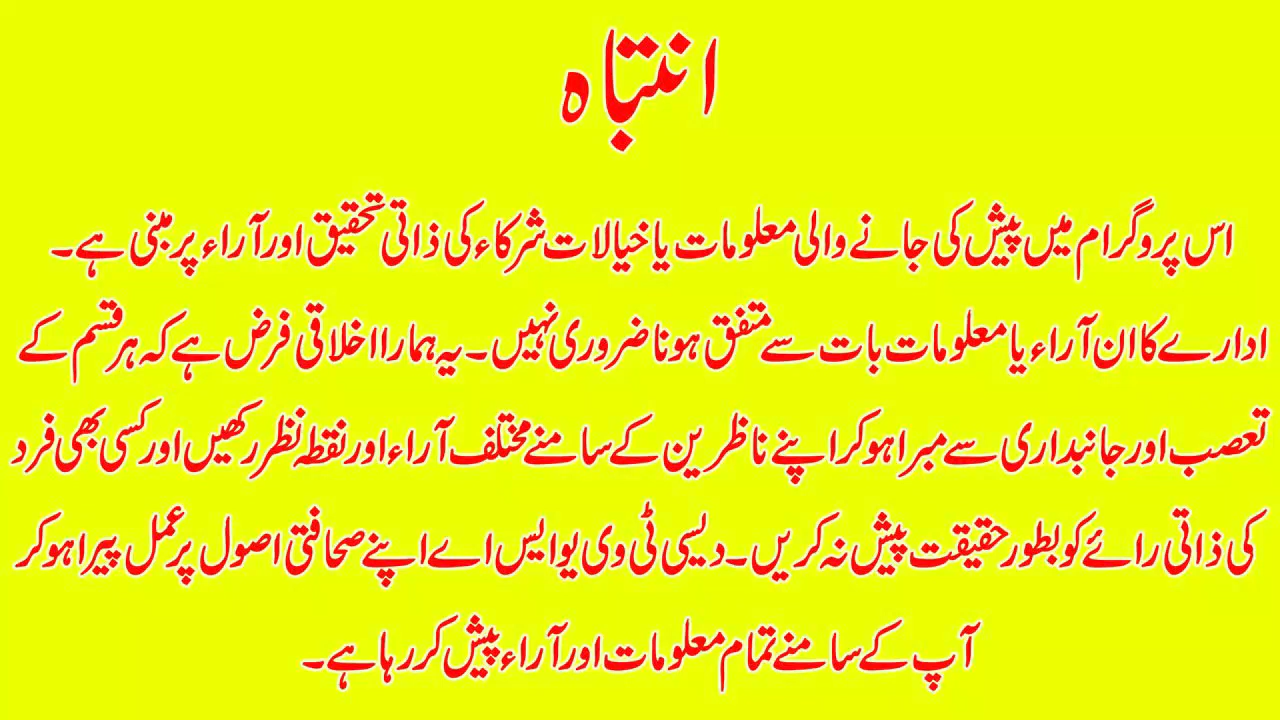 انتباہ
اس پروگرام میں پیش کی جانے والی معلومات یا خیالات شرکاء کی ذاتی تحقیق اور آراء پر مبنی ہے۔
ادارے کا ان آراء یا معلومات بات سے متفق ہونا ضروری نہیں۔ یہ ہمارا اخلاقی فرض ہے کہ ہر قسم کے
تعصب اور جانبداری سے مبرا ہو کر اپنے ناظرین کے سامنے مختلف آراء اور نقطہ نظر رکھیں اور کسی بھی فرد
کی ذاتی رائے کو بطور حقیقت پیش نہ کریں۔ دیسی ٹی وی یو ایس اے اپنے صحافتی اصول پر عمل پیرا ہو کر
آپ کے سامنے تمام معلومات اور آراء پیش کر رہا ہے۔